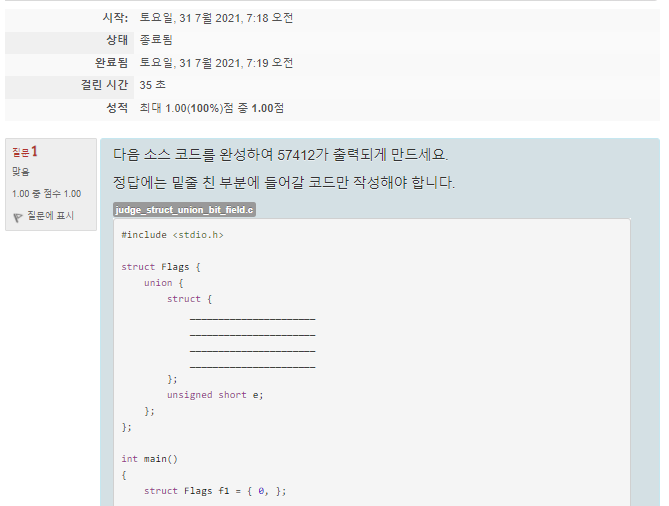 시작: 토요일, 31 7월 2021, 7:18 오전
상태 종료됨
완료됨 토요일, 31 7월 2021, 7:19 오전
걸린 시간 35 초
성적 최대 1.00(100%)점 중 1.00점
질문 1
맞음
1.00 중 점수 1.00
질문에 표시
다음 소스 코드를 완성하여 57412가 출력되게 만드세요.
정답에는 밑줄 친 부분에 들어갈 코드만 작성해야 합니다.
judge_struct_union_bit_field.c
#include <stdio.h>
struct Flags {
union {
struct {
______________________
______________________
______________________
______________________
};
unsigned short e;
};
};
int main()
{
struct Flags f1 = { 0, };